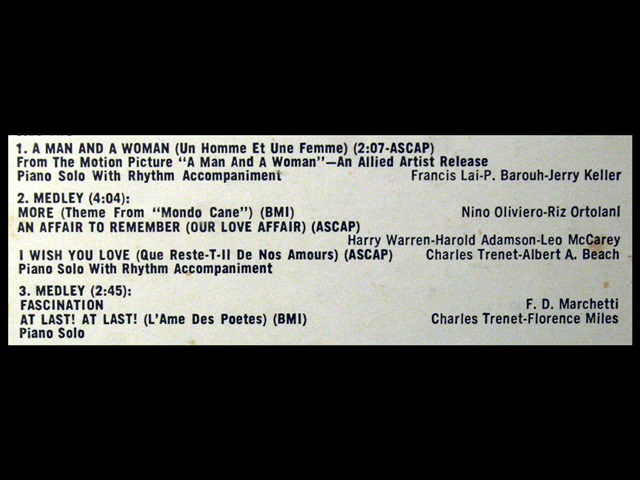 1. A MAN AND A WOMAN (Un Homme Et Une Femme) (2:07-ASCAP)
From The Motion Picture "A Man And A Woman"—An Allied Artist Release
Piano Solo With Rhythm Accompaniment Francis Lai-P. Barouh-Jerry Keller
2. MEDLEY (4:04):
MORE (Theme From "Mondo Cane") (BMI) Nino Oliviero-Riz Ortolani
AN AFFAIR TO REMEMBER (OUR LOVE AFFAIR) (ASCAP)
Harry Warren-Harold Adamson-Leo McCarey
I WISH YOU LOVE (Que Reste-T-Il De Nos Amours) (ASCAP) Charles Trenet-Albert A. Beach
Piano Solo With Rhythm Accompaniment
3. MEDLEY (2:45):
FASCINATION F. D. Marchetti
AT LAST! AT LAST! (L'Ame Des Poetes) (BMI) Charles Trenet-Florence Miles
Piano Solo